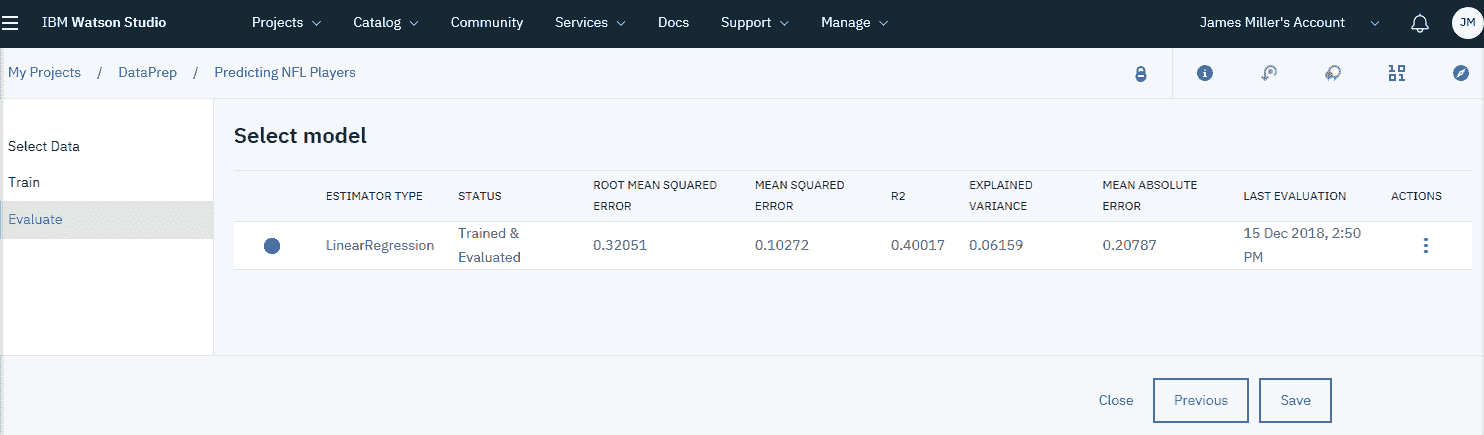 IBM Watson Studio Projects Catalog Community Services Docs Support Manage James Miller's Account JM
My Projects / DataPrep / Predicting NFL Players
Select Data
Train
Evaluate
Select model
ESTIMATOR TYPE STATUS ROOT MEAN SQUARED ERROR MEAN SQUARED ERROR R2 EXPLAINED VARIANCE MEAN ABSOLUTE ERROR LAST EVALUATION ACTIONS
LinearRegression Trained & Evaluated 0.32051 0.10272 0.40017 0.06159 0.20787 15 Dec 2018, 2:50 PM
Close Previous Save